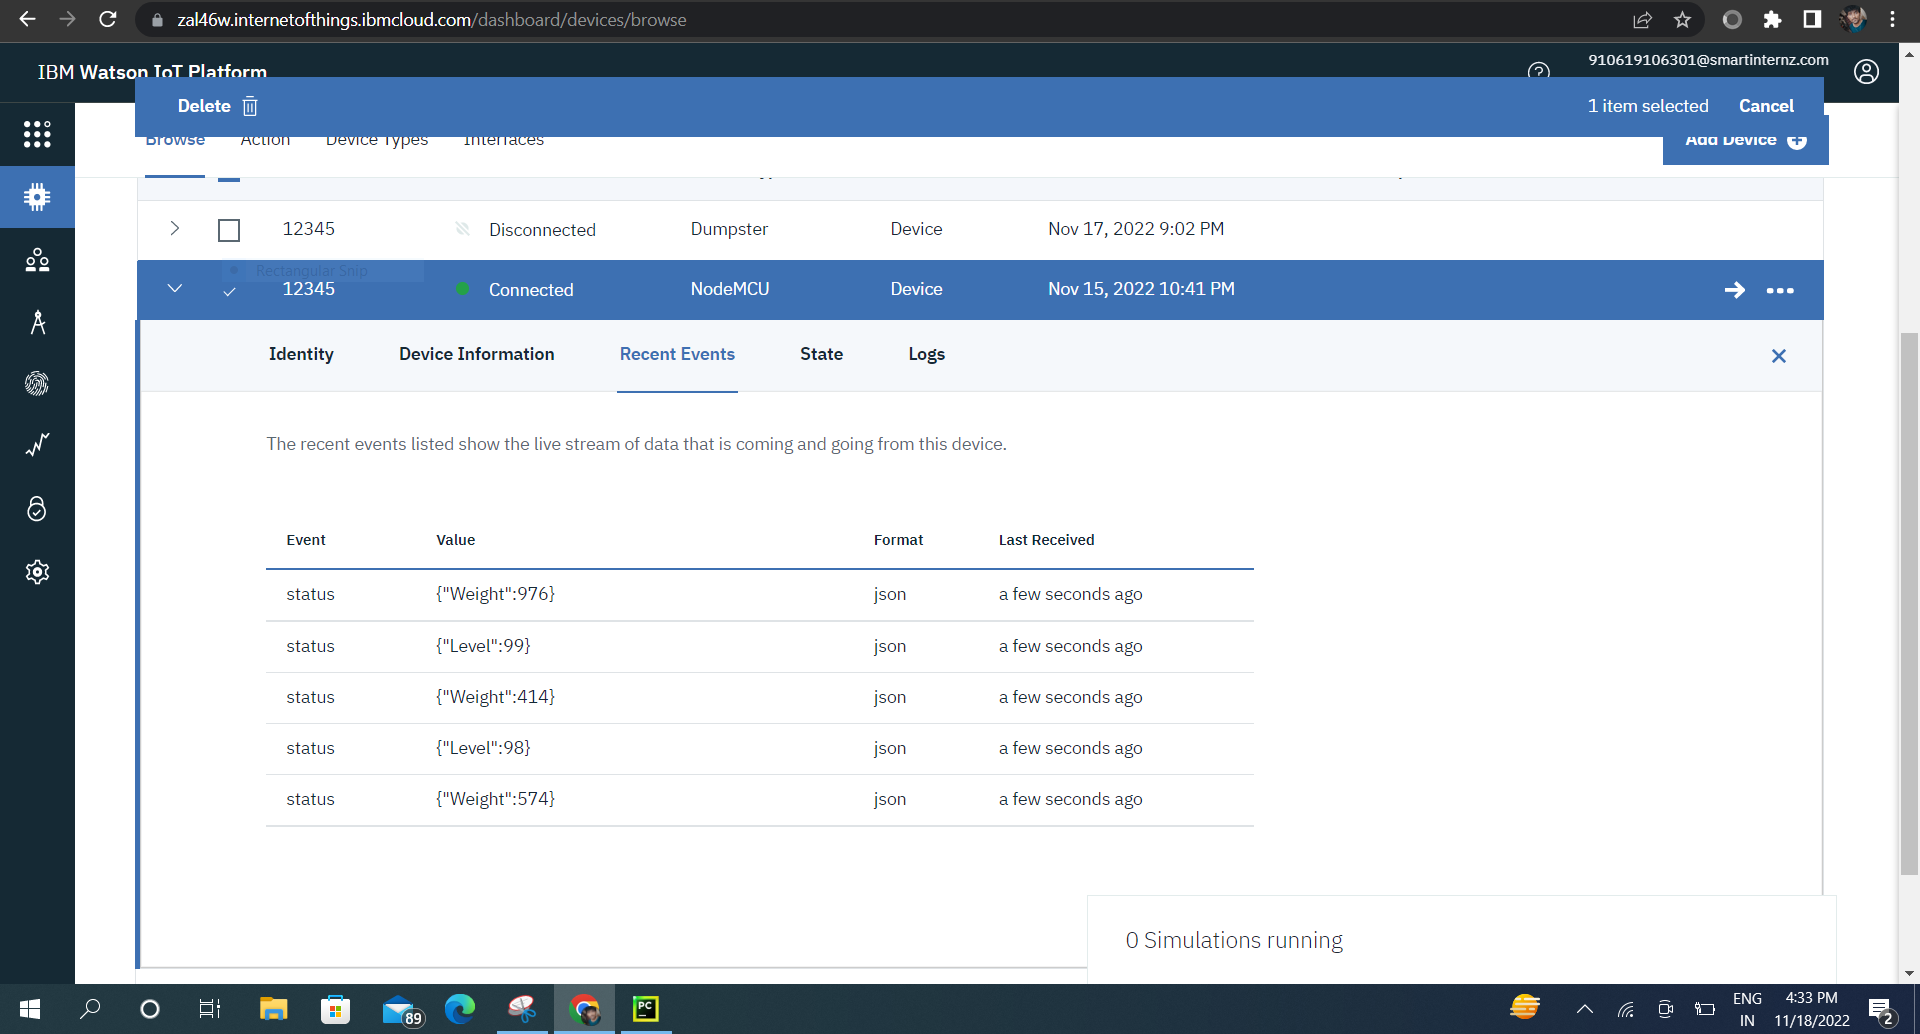 zal46w.internetofthings.ibmcloud.com/dashboard/devices/browse
IBM Watson IoT Platform
910619106301@smartinternz.com
Delete
1 item selected
Cancel
Browse
Action
Device Types
Interfaces
Add Device
12345
Disconnected
Dumpster
Device
Nov 17, 2022 9:02 PM
Rectangular Snip
12345
Connected
NodeMCU
Device
Nov 15, 2022 10:41 PM
Identity
Device Information
Recent Events
State
Logs
The recent events listed show the live stream of data that is coming and going from this device.
Event Value Format Last Received
status {"Weight":976} json a few seconds ago
status {"Level":99} json a few seconds ago
status {"Weight":414} json a few seconds ago
status {"Level":98} json a few seconds ago
status {"Weight":574} json a few seconds ago
0 Simulations running
89
PC
ENG
IN
4:33 PM
11/18/2022
2